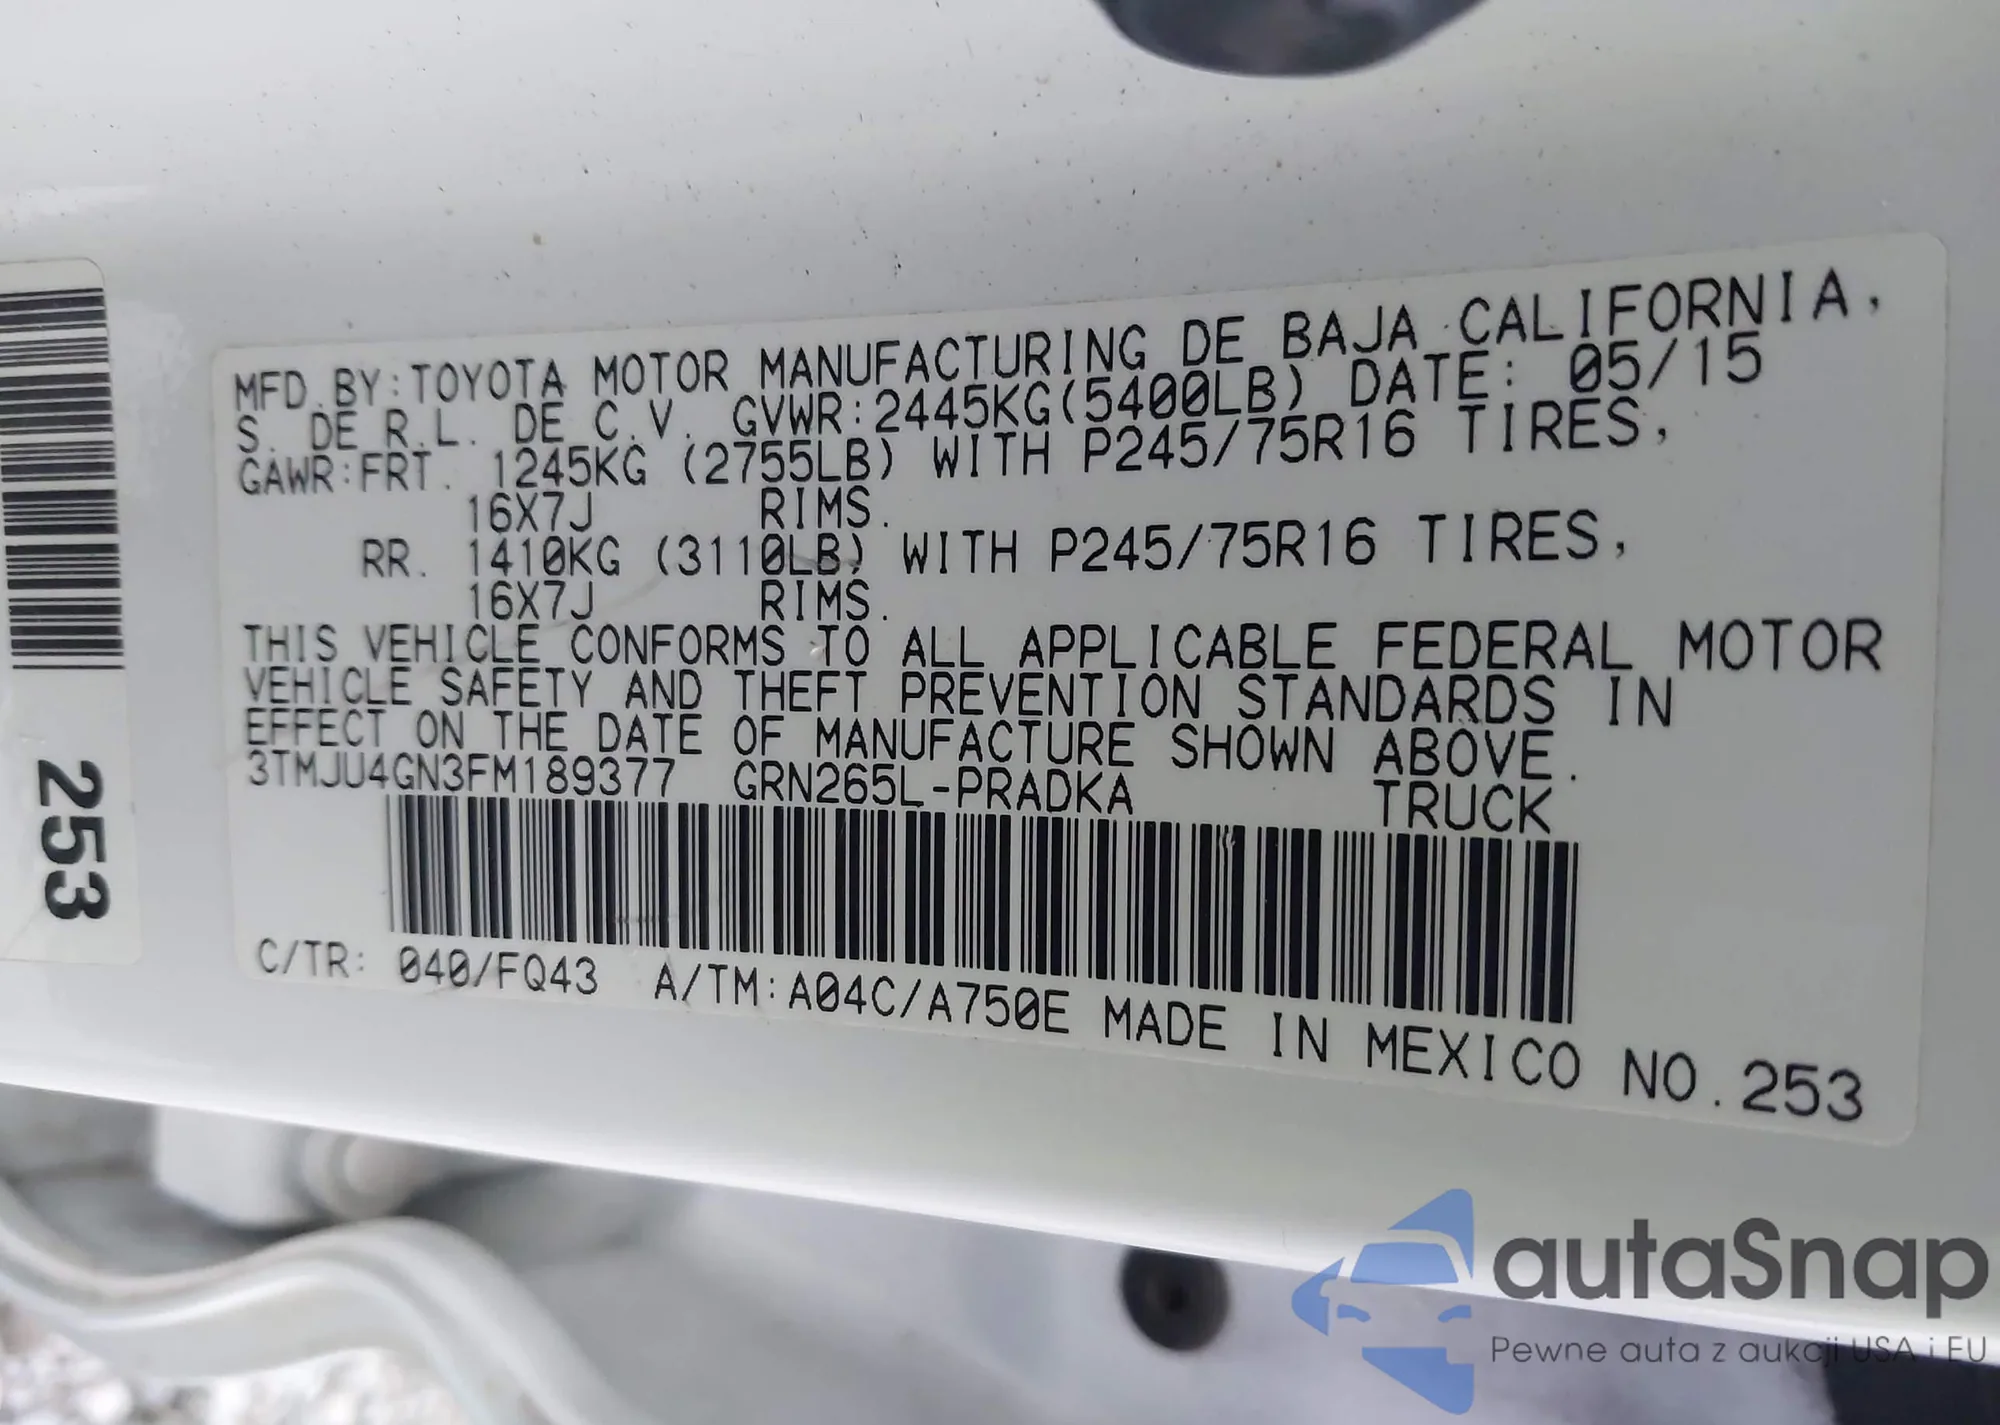 MFD.BY:TOYOTA MOTOR MANUFACTURING DE BAJA CALIFORNIA,
S. DE R.L. DE C.V. GVWR:2445KG(5400LB) DATE: 05/15
GAWR:FRT. 1245KG (2755LB) WITH P245/75R16 TIRES,
16X7J RIMS.
RR. 1410KG (3110LB) WITH P245/75R16 TIRES,
16X7J RIMS.
THIS VEHICLE CONFORMS TO ALL APPLICABLE FEDERAL MOTOR
VEHICLE SAFETY AND THEFT PREVENTION STANDARDS IN
EFFECT ON THE DATE OF MANUFACTURE SHOWN ABOVE.
3TMJU4GN3FM189377 GRN265L-PRADKA TRUCK
C/TR: 040/FQ43 A/TM:A04C/A750E MADE IN MEXICO NO.253
253
autaSnap
Pewne auta z aukcji USA i EU